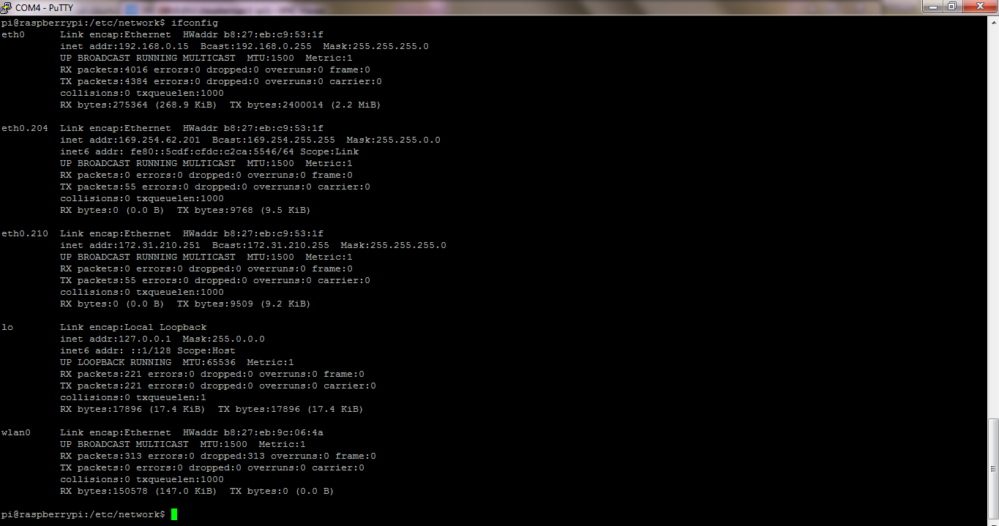 COM4 - PuTTY
pi@raspberrypi:/etc/network$ ifconfig
eth0      Link encap:Ethernet  HWaddr b8:27:eb:c9:53:1f
          inet addr:192.168.0.15  Bcast:192.168.0.255  Mask:255.255.255.0
          UP BROADCAST RUNNING MULTICAST  MTU:1500  Metric:1
          RX packets:4016 errors:0 dropped:0 overruns:0 frame:0
          TX packets:4384 errors:0 dropped:0 overruns:0 carrier:0
          collisions:0 txqueuelen:1000
          RX bytes:275364 (268.9 KiB)  TX bytes:2400014 (2.2 MiB)

eth0.204  Link encap:Ethernet  HWaddr b8:27:eb:c9:53:1f
          inet addr:169.254.62.201  Bcast:169.254.255.255  Mask:255.255.0.0
          inet6 addr: fe80::5cdf:cfdc:c2ca:5546/64 Scope:Link
          UP BROADCAST RUNNING MULTICAST  MTU:1500  Metric:1
          RX packets:0 errors:0 dropped:0 overruns:0 frame:0
          TX packets:55 errors:0 dropped:0 overruns:0 carrier:0
          collisions:0 txqueuelen:1000
          RX bytes:0 (0.0 B)  TX bytes:9768 (9.5 KiB)

eth0.210  Link encap:Ethernet  HWaddr b8:27:eb:c9:53:1f
          inet addr:172.31.210.251  Bcast:172.31.210.255  Mask:255.255.255.0
          UP BROADCAST RUNNING MULTICAST  MTU:1500  Metric:1
          RX packets:0 errors:0 dropped:0 overruns:0 frame:0
          TX packets:55 errors:0 dropped:0 overruns:0 carrier:0
          collisions:0 txqueuelen:1000
          RX bytes:0 (0.0 B)  TX bytes:9509 (9.2 KiB)

lo        Link encap:Local Loopback
          inet addr:127.0.0.1  Mask:255.0.0.0
          inet6 addr: ::1/128 Scope:Host
          UP LOOPBACK RUNNING  MTU:65536  Metric:1
          RX packets:221 errors:0 dropped:0 overruns:0 frame:0
          TX packets:221 errors:0 dropped:0 overruns:0 carrier:0
          collisions:0 txqueuelen:1
          RX bytes:17896 (17.4 KiB)  TX bytes:17896 (17.4 KiB)

wlan0     Link encap:Ethernet  HWaddr b8:27:eb:9c:06:4a
          UP BROADCAST MULTICAST  MTU:1500  Metric:1
          RX packets:313 errors:0 dropped:313 overruns:0 frame:0
          TX packets:0 errors:0 dropped:0 overruns:0 carrier:0
          collisions:0 txqueuelen:1000
          RX bytes:150578 (147.0 KiB)  TX bytes:0 (0.0 B)

pi@raspberrypi:/etc/network$